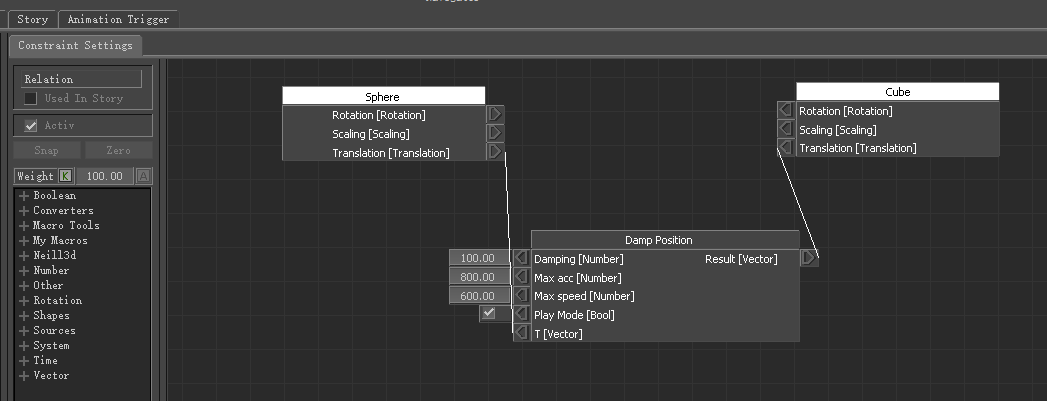 Story
Animation Trigger
Constraint Settings
Relation
Used In Story
Activ
Snap
Zero
Weight
K
100.00
A
Boolean
Converters
Macro Tools
My Macros
Neill3d
Number
Other
Rotation
Shapes
Sources
System
Time
Vector
Sphere
Rotation [Rotation]
Scaling [Scaling]
Translation [Translation]
Cube
Rotation [Rotation]
Scaling [Scaling]
Translation [Translation]
Damp Position
100.00
Damping [Number]
Result [Vector]
800.00
Max acc [Number]
600.00
Max speed [Number]
Play Mode [Bool]
T [Vector]